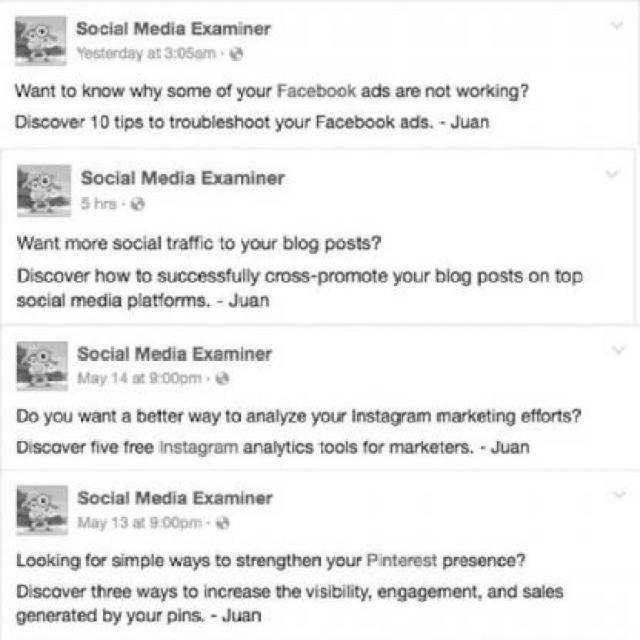 Social Media Examiner
Yesterday at 3:05am ·
Want to know why some of your Facebook ads are not working?
Discover 10 tips to troubleshoot your Facebook ads. - Juan
Social Media Examiner
5 hrs ·
Want more social traffic to your blog posts?
Discover how to successfully cross-promote your blog posts on top
social media platforms. - Juan
Social Media Examiner
May 14 at 9:00pm ·
Do you want a better way to analyze your Instagram marketing efforts?
Discover five free Instagram analytics tools for marketers. - Juan
Social Media Examiner
May 13 at 9:00pm ·
Looking for simple ways to strengthen your Pinterest presence?
Discover three ways to increase the visibility, engagement, and sales
generated by your pins. - Juan